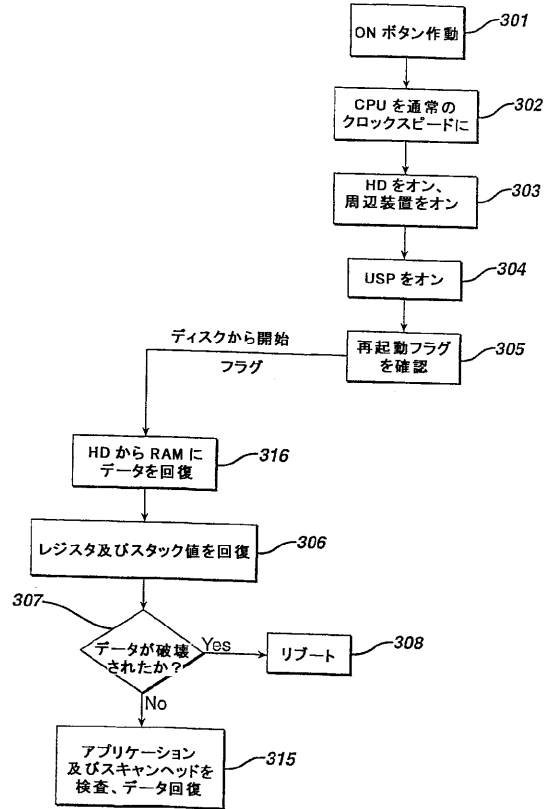 ON ボタン作動
301
CPU を通常の
クロックスピードに
302
HD をオン、
周辺装置をオン
303
USP をオン
304
再起動フラグ
を確認
305
ディスクから開始
フラグ
HD から RAM に
データを回復
316
レジスタ及びスタック値を回復
306
307
データが破壊
されたか?
Yes
リブート
308
No
アプリケーション
及びスキャンヘッドを
検査、データ回復
315